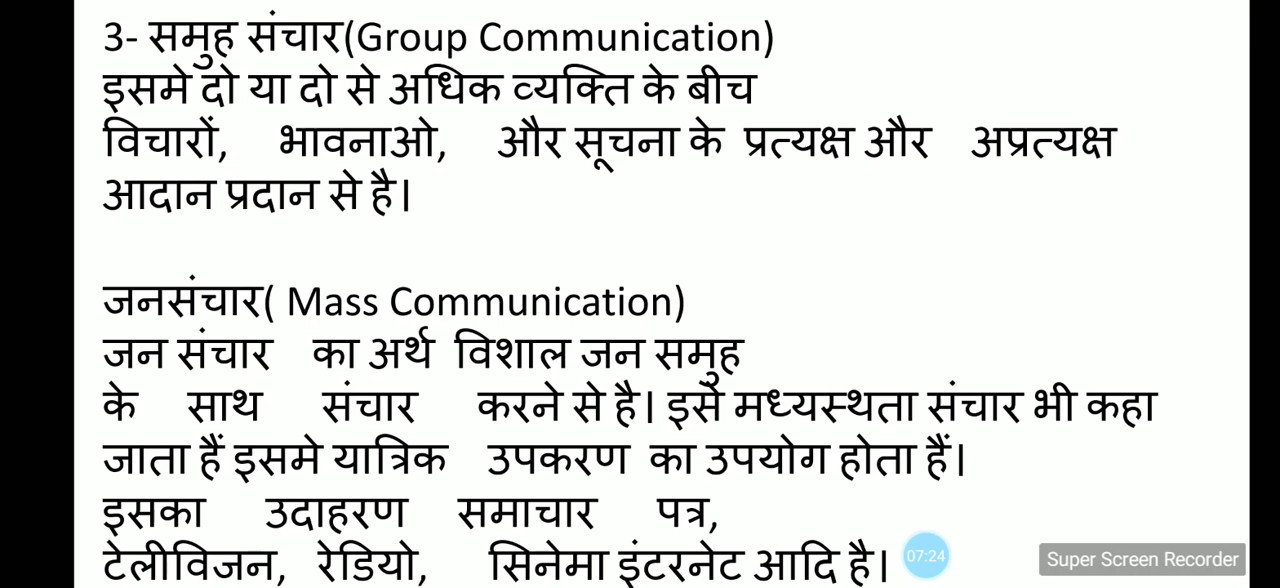 3- समुह संचार(Group Communication)
इसमे दो या दो से अधिक व्यक्ति के बीच
विचारों, भावनाओ, और सूचना के प्रत्यक्ष और अप्रत्यक्ष
आदान प्रदान से है।
जनसंचार( Mass Communication)
जन संचार का अर्थ विशाल जन समुह
के साथ संचार करने से है। इसे मध्यस्थता संचार भी कहा
जाता हैं इसमे यात्रिक उपकरण का उपयोग होता हैं।
इसका उदाहरण समाचार पत्र,
टेलीविजन, रेडियो, सिनेमा इंटरनेट आदि है।
07:24
Super Screen Recorder